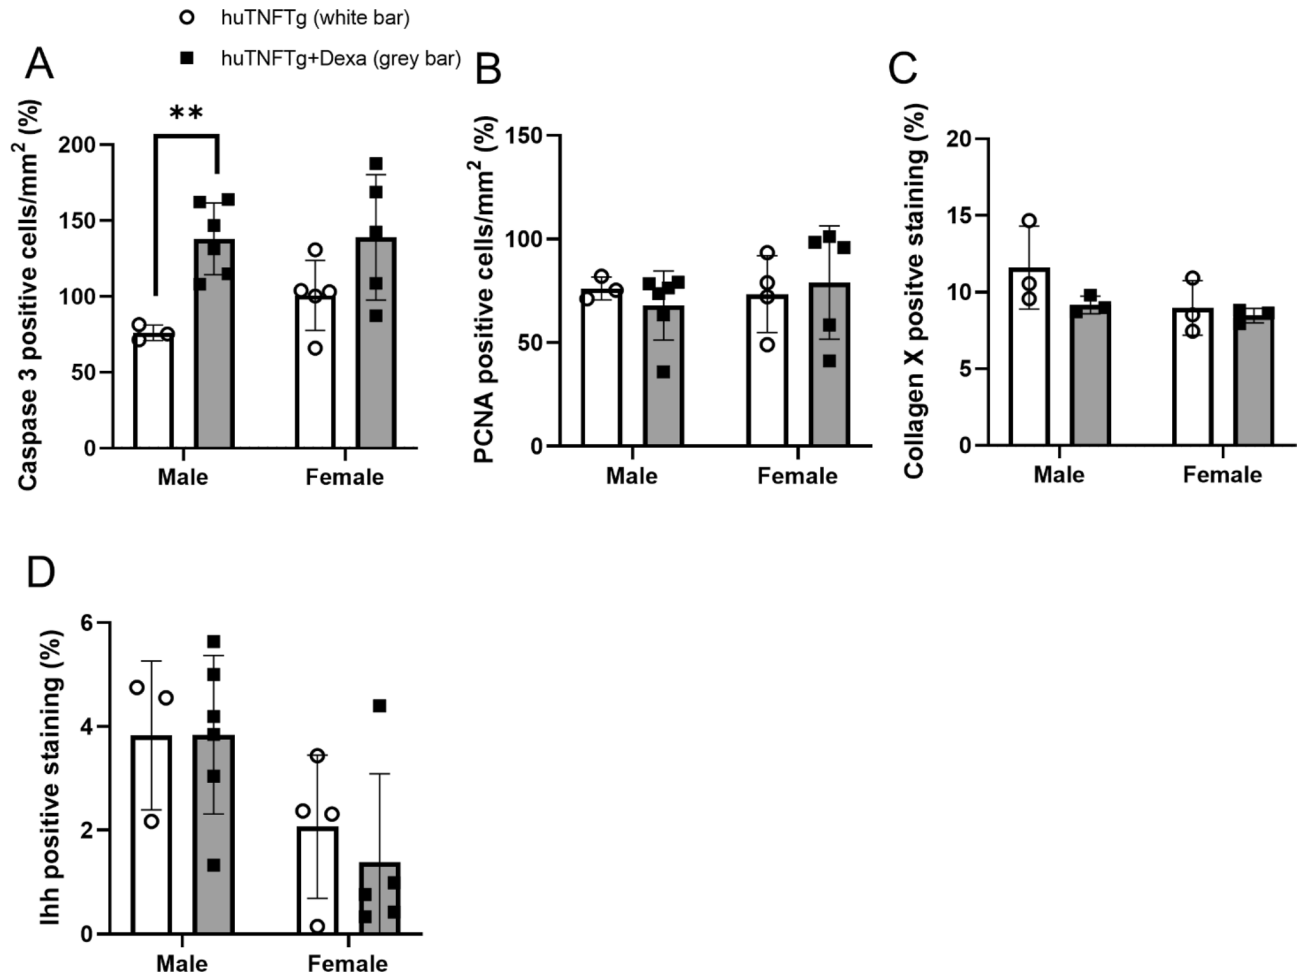 huTNFTg (white bar)
huTNFTg+Dexa (grey bar)
A
Caspase 3 positive cells/mm² (%)
200
150
100
50
0
**
Male
Female
B
PCNA positive cells/mm² (%)
150
100
50
0
Male
Female
C
Collagen X positve staining (%)
20
15
10
5
0
Male
Female
D
Ihh positive staining (%)
6
4
2
0
Male
Female